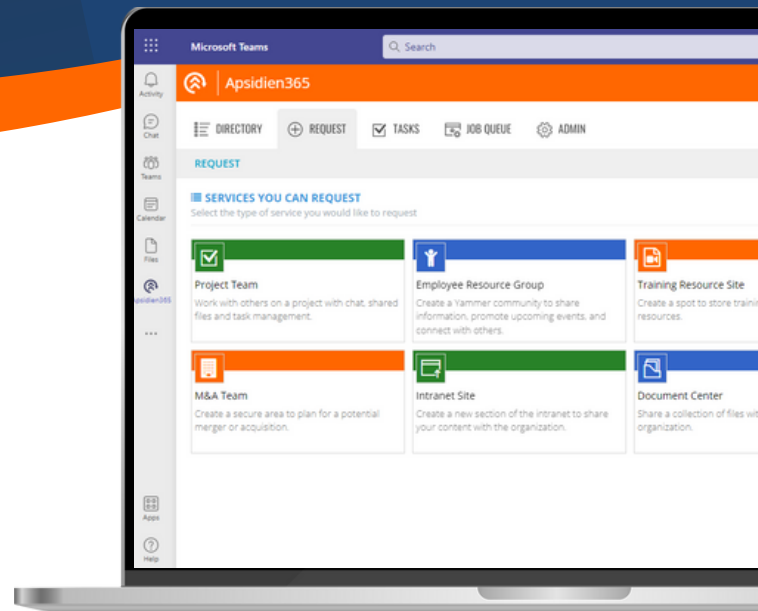 Microsoft Teams
Search
Activity
Chat
Teams
Calendar
Files
Apsidien365
Apps
Help
Apsidien365
DIRECTORY
REQUEST
TASKS
JOB QUEUE
ADMIN
REQUEST
SERVICES YOU CAN REQUEST
Select the type of service you would like to request
Project Team
Work with others on a project with chat, shared
files and task management.
Employee Resource Group
Create a Yammer community to share
information, promote upcoming events, and
connect with others.
Training Resource Site
Create a spot to store
resources.
M&A Team
Create a secure area to plan for a potential
merger or acquisition.
Intranet Site
Create a new section of the intranet to share
your content with the organization.
Document Center
Share a collection of files
organization.